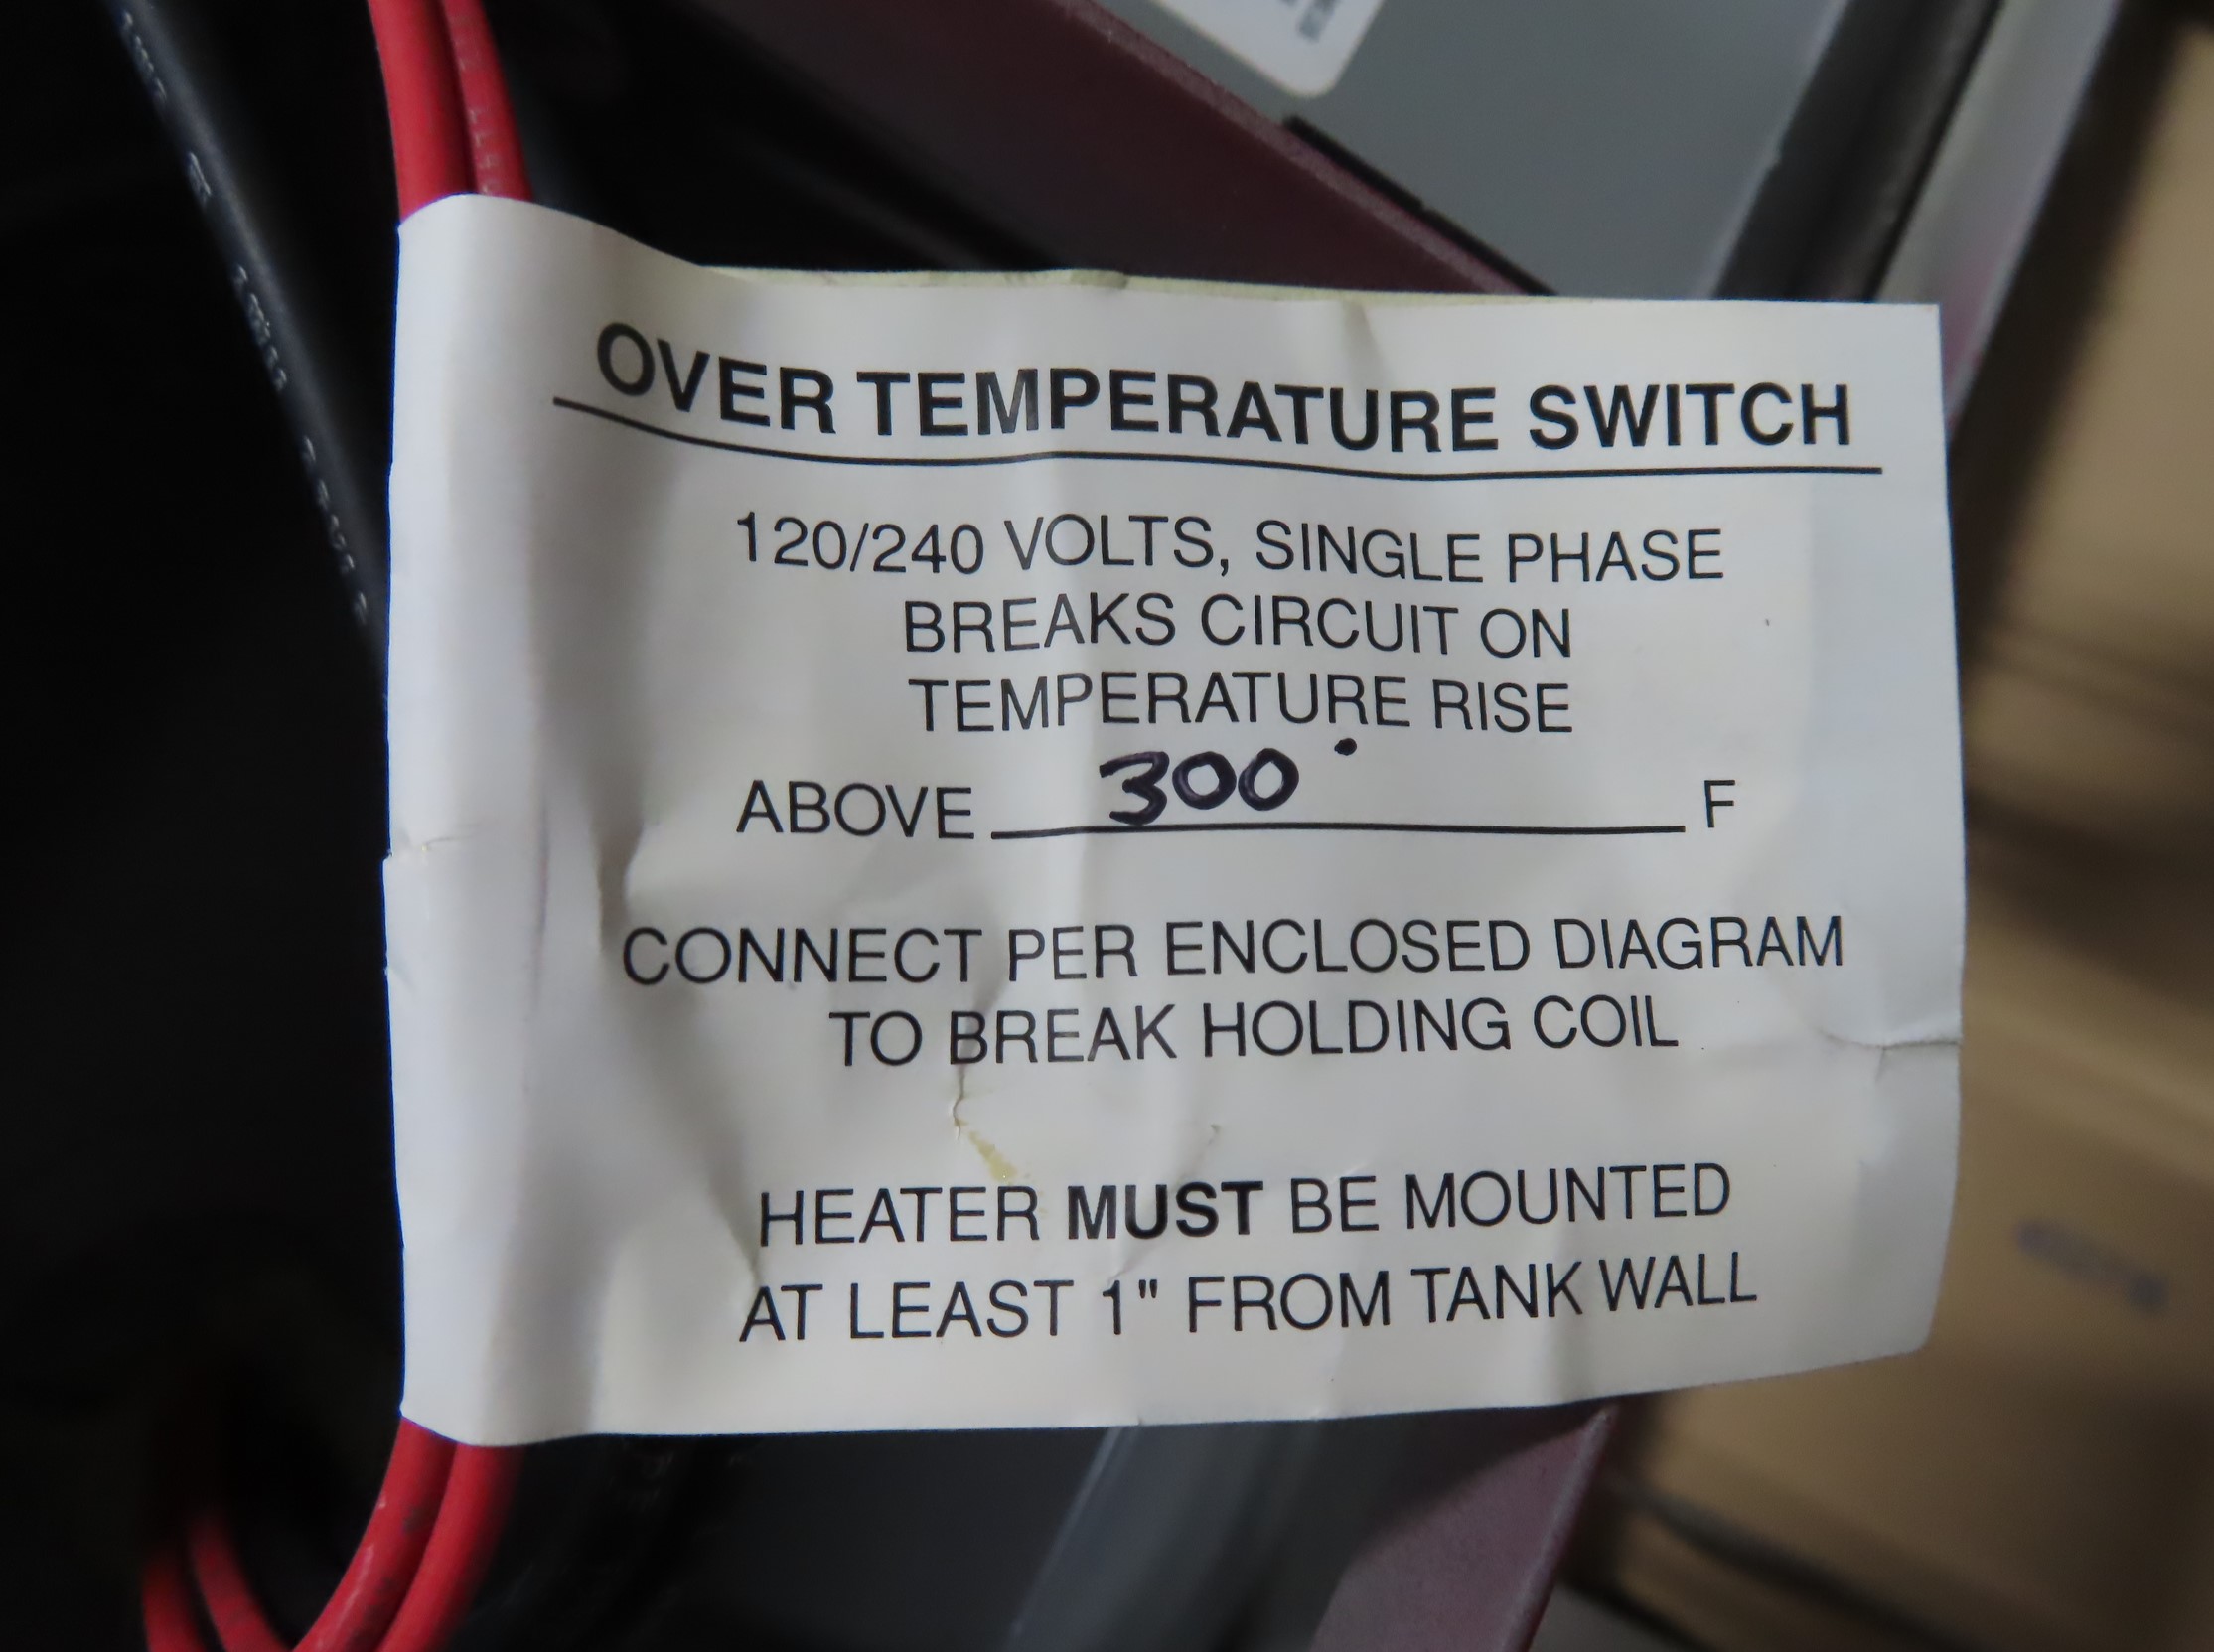 OVER TEMPERATURE SWITCH
120/240 VOLTS, SINGLE PHASE
BREAKS CIRCUIT ON
TEMPERATURE RISE
ABOVE 300° F
CONNECT PER ENCLOSED DIAGRAM
TO BREAK HOLDING COIL
HEATER MUST BE MOUNTED
AT LEAST 1" FROM TANK WALL